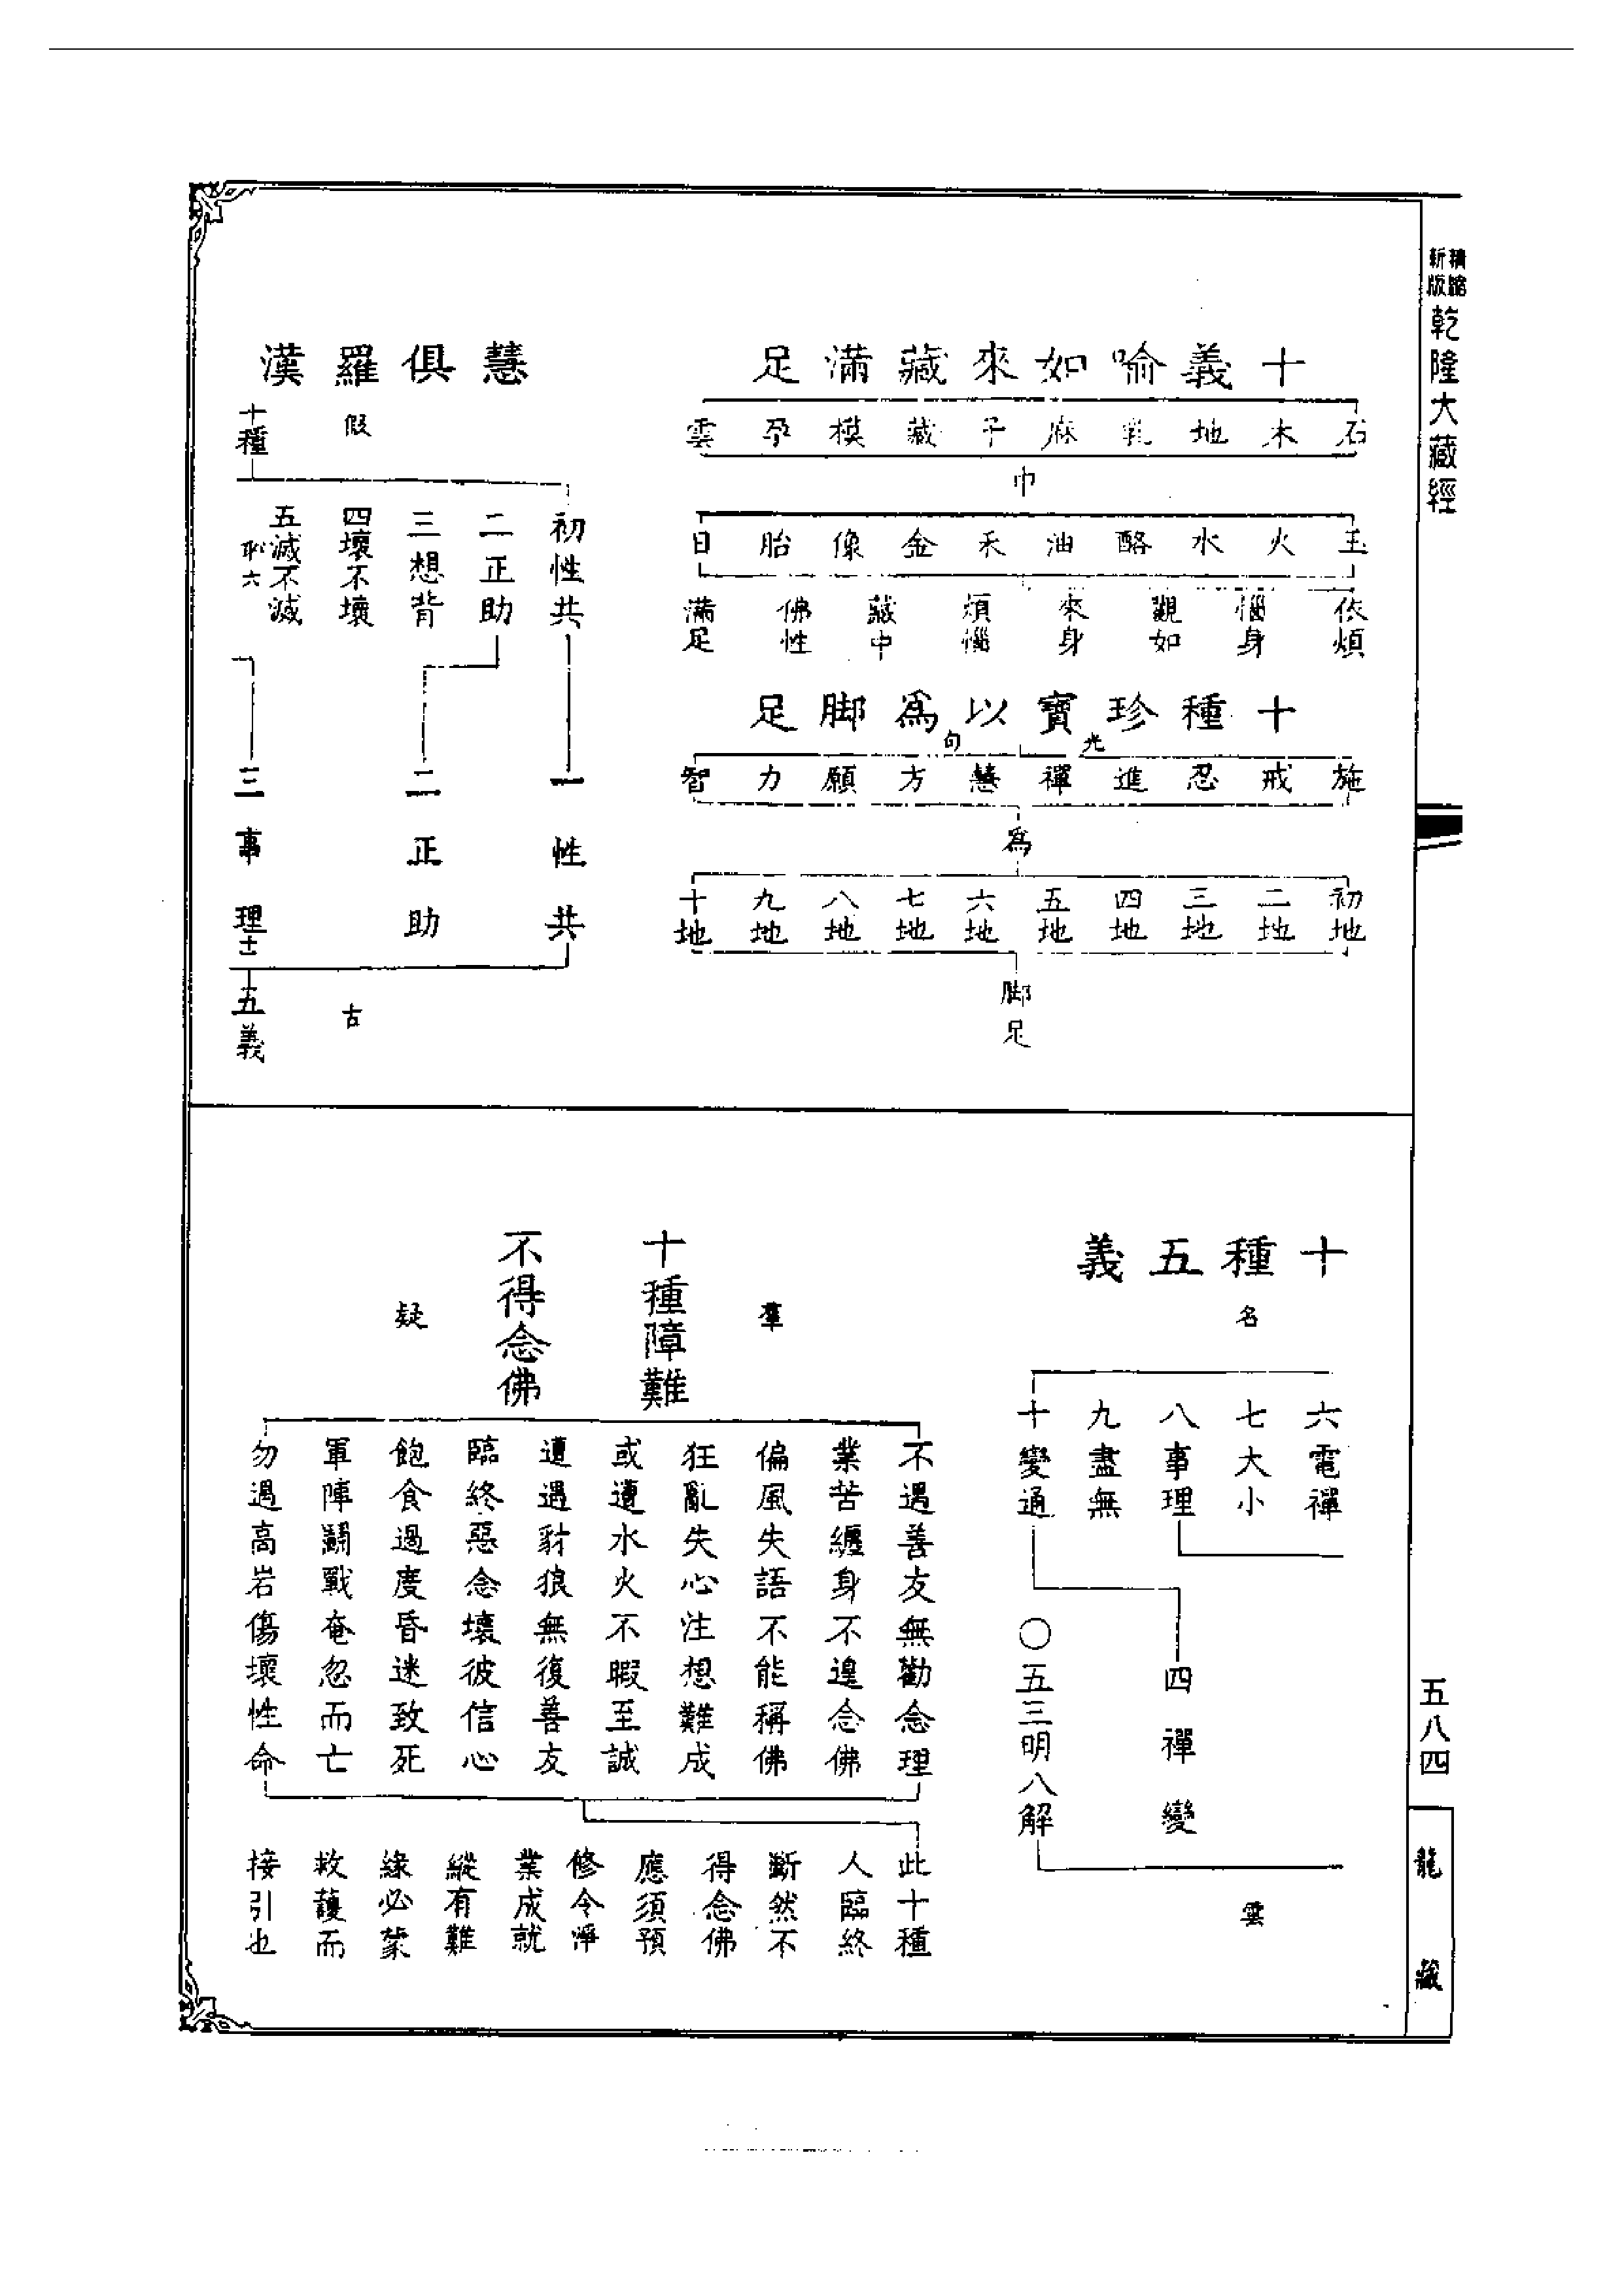 精縮新版
乾隆大藏經
十義喻如來藏滿足
石木地乳麻子藏模孕雲
巾
玉火水酪油禾金像胎日
依煩惱身觀如來身煩惱藏中佛性滿足
十種珍寶以為脚足
光句
施戒忍進禪慧方願力智
為
初地二地三地四地五地六地七地八地九地十地
脚足
慧俱羅漢
假
十種
初性共
二正助
三想背
四壞不壞
五滅不滅
恥六
一性共
二正助
三事理
士
古
五義
十種五義
名
六電禪
七大小
八事理
九盡無
十變通
四禪變
〇五三明八解
雲
十種障難
羣
不得念佛
疑
不遇善友無勸念理
業苦纏身不遑念佛
偏風失語不能稱佛
狂亂失心注想難成
或遭水火不暇至誠
遭遇豺狼無復善友
臨終惡念壞彼信心
飽食過度昏迷致死
軍陣鬭戰奄忽而亡
勿遇高岩傷壞性命
此十種
人臨終
斷然不
得念佛
應須預
修令淨
業成就
縱有難
緣必蒙
救護而
接引也
五八四
龍藏